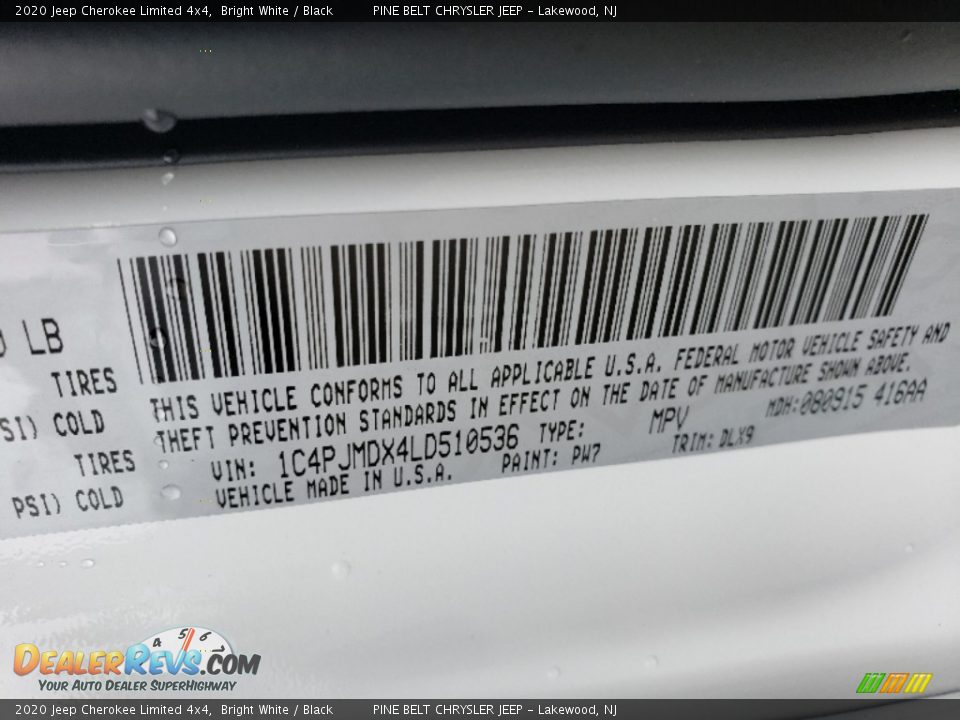 2020 Jeep Cherokee Limited 4x4, Bright White / Black PINE BELT CHRYSLER JEEP - Lakewood, NJ
LB
TIRES
COLD
TIRES
PSI) COLD
THIS VEHICLE CONFORMS TO ALL APPLICABLE U.S.A. FEDERAL MOTOR VEHICLE SAFETY AND
THEFT PREVENTION STANDARDS IN EFFECT ON THE DATE OF MANUFACTURE SHOWN ABOVE.
VIN: 1C4PJMDX4LD510536 TYPE: MPV MDH:080915 416AA
VEHICLE MADE IN U.S.A. PAINT: PW7 TRIM: DLX9
4 5 6 7
DEALERREVS.COM
YOUR AUTO DEALER SUPERHIGHWAY
2020 Jeep Cherokee Limited 4x4, Bright White / Black PINE BELT CHRYSLER JEEP - Lakewood, NJ